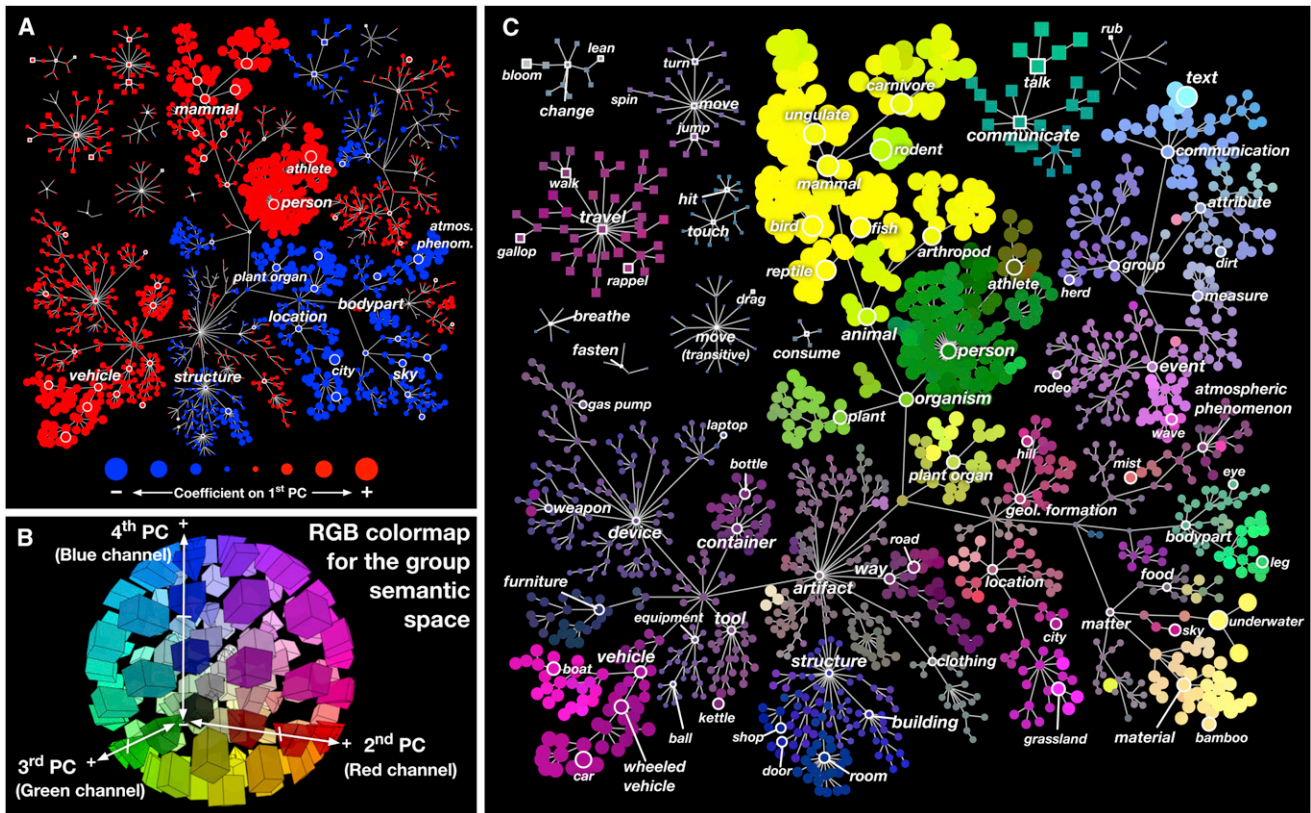 A
mammal
athlete
person
atmos.
phenom.
plant organ
bodypart
location
vehicle
structure
city
sky
− Coefficient on 1st PC +
B
4th PC
(Blue channel)
+
RGB colormap
for the group
semantic
space
3rd PC +
(Green channel)
+ 2nd PC
(Red channel)
C
lean
bloom
change
turn
spin
move
jump
carnivore
ungulate
rodent
mammal
talk
communicate
rub
text
communication
walk
travel
gallop
rappel
hit
touch
bird
fish
reptile
arthropod
athlete
animal
attribute
dirt
group
herd
measure
breathe
fasten
drag
move
(transitive)
consume
person
organism
event
rodeo
atmospheric
phenomenon
wave
gas pump
laptop
plant
plant organ
hill
mist
eye
bottle
weapon
device
container
geol. formation
bodypart
leg
road
way
artifact
location
food
furniture
equipment
tool
matter
city
sky
underwater
vehicle
boat
structure
clothing
kettle
building
ball
shop
door
room
car
wheeled
vehicle
grassland
material
bamboo